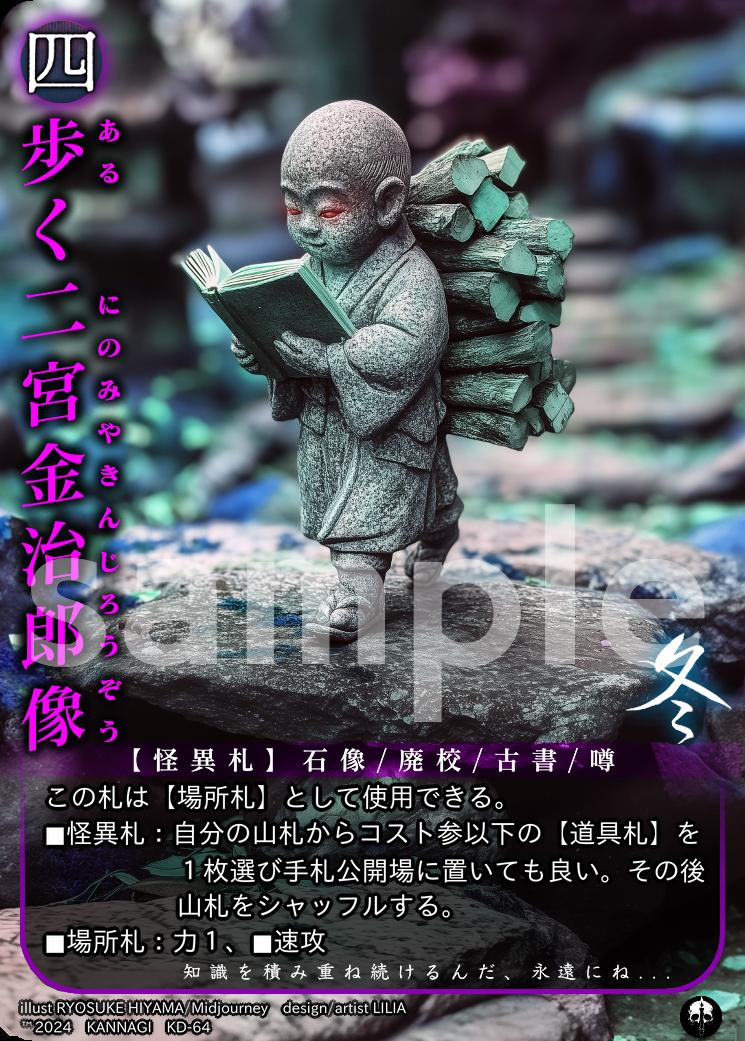 四
歩く二宮金治郎像
ある にのみやきんじろうぞう
sample
冬
【怪異札】石像/廃校/古書/噂
この札は【場所札】として使用できる。
■怪異札：自分の山札からコスト参以下の【道具札】を
１枚選び手札公開場に置いても良い。その後
山札をシャッフルする。
■場所札：力１、■速攻
知識を積み重ね続けるんだ、永遠にね...
illust RYOSUKE HIYAMA/Midjourney design/artist LILIA
™2024 KANNAGI KD-64